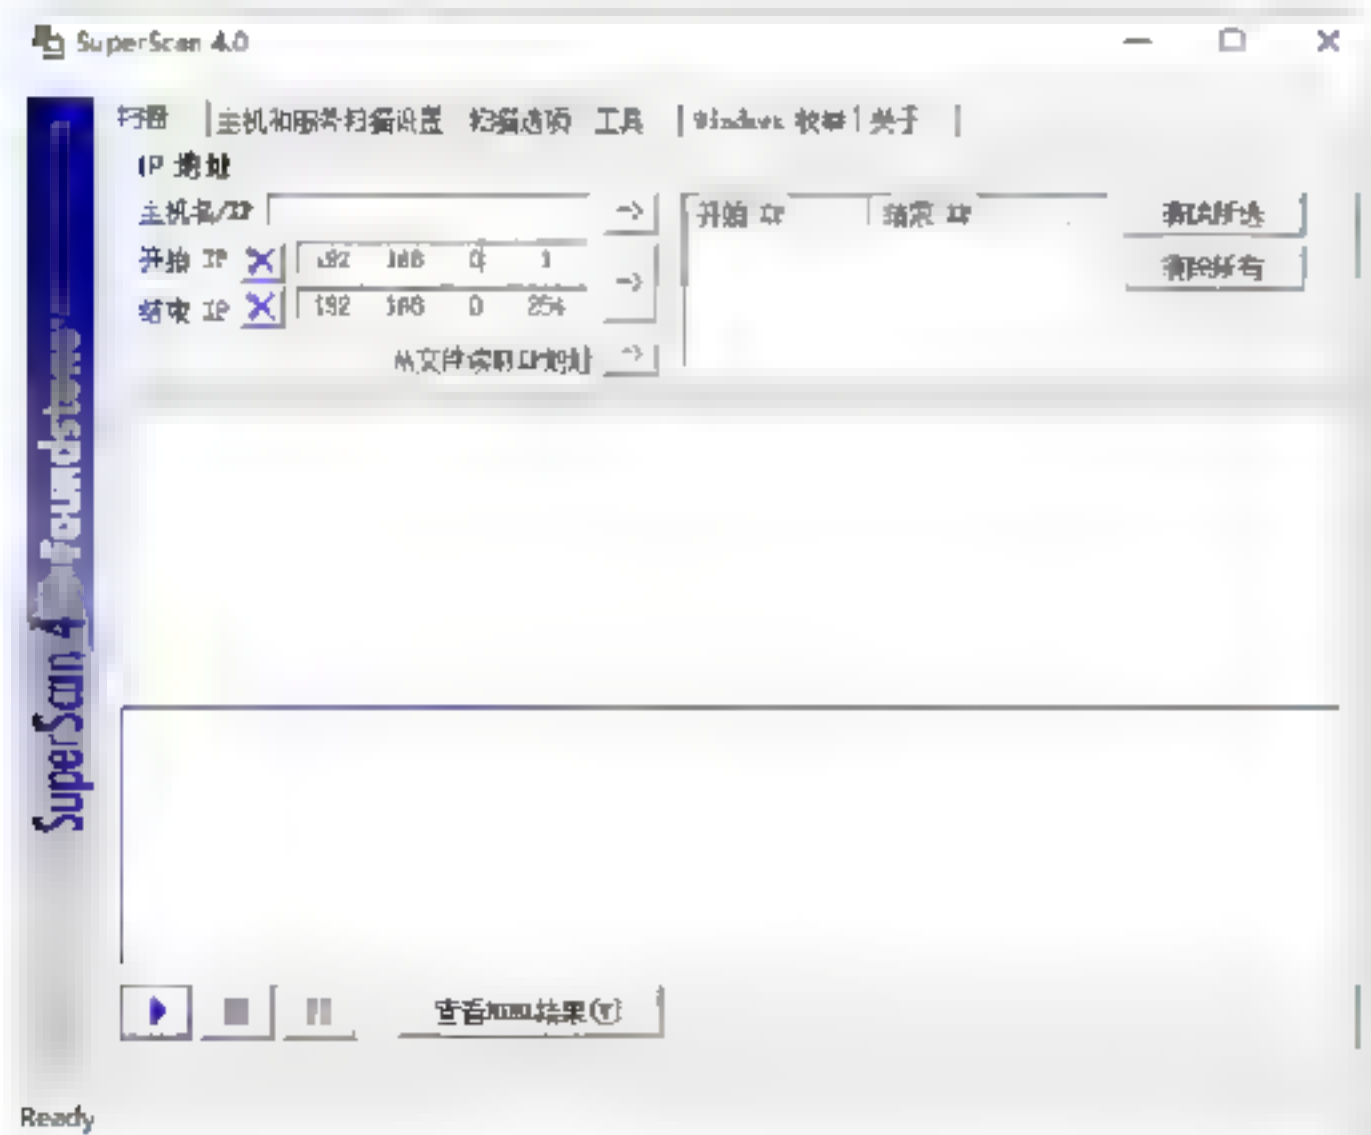 SuperScan 4.0
扫描 主机和服务扫描设置 扫描选项 工具 Windows 枚举 关于
IP 地址
主机名/IP -> 开始 IP 结束 IP 清除所选
开始 IP 192 168 0 1 -> 清除所有
结束 IP 192 168 0 254
从文件读取IP地址 ->
SuperScan 4 Foundstone
查看HTML结果(V)
Ready